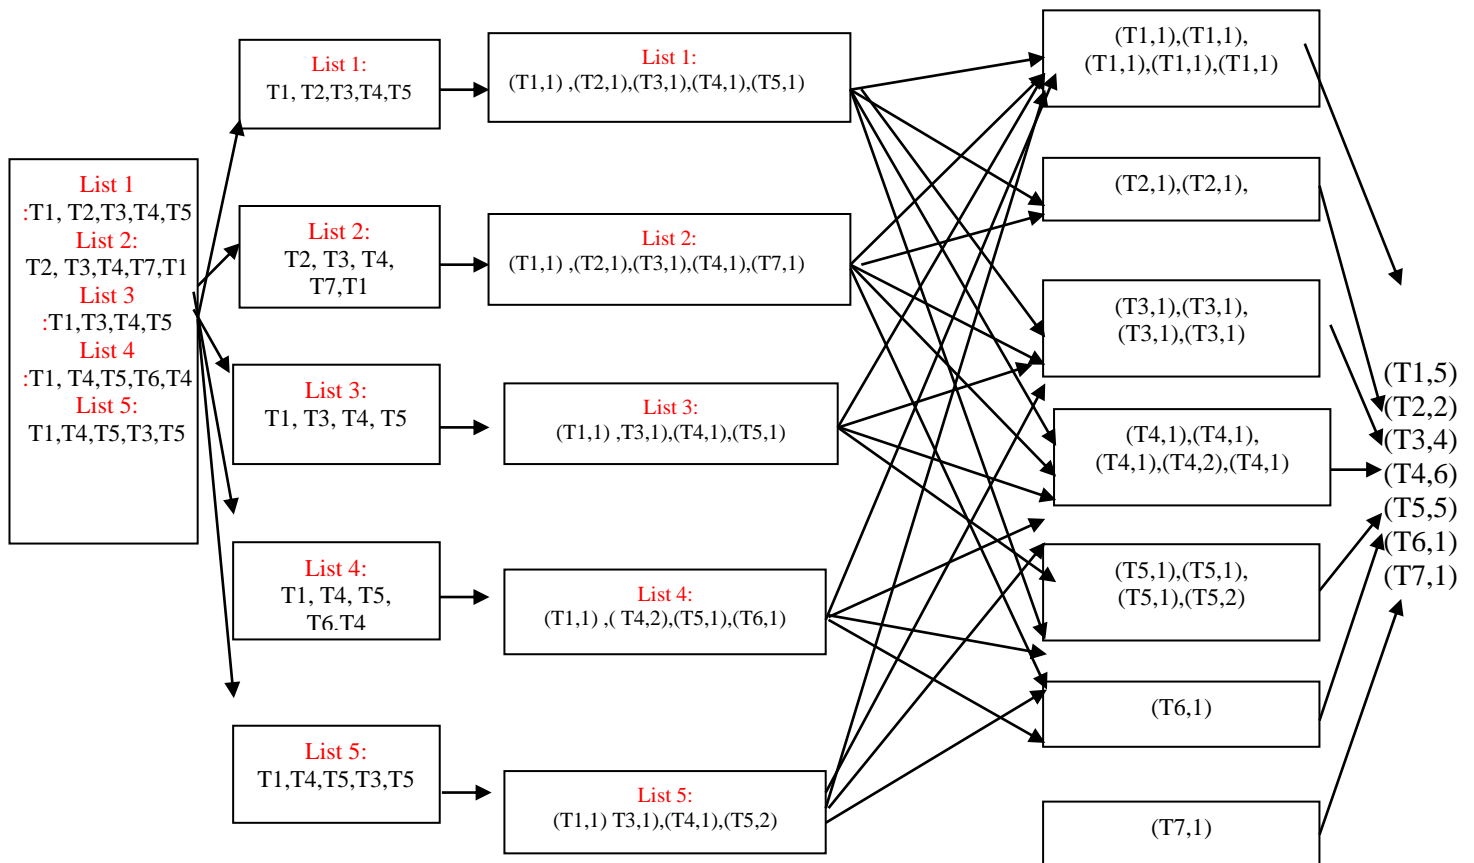 List 1
:T1, T2,T3,T4,T5
List 2:
T2, T3,T4,T7,T1
List 3
:T1,T3,T4,T5
List 4
:T1, T4,T5,T6,T4
List 5:
T1,T4,T5,T3,T5
List 1:
T1, T2,T3,T4,T5
List 2:
T2, T3, T4,
T7,T1
List 3:
T1, T3, T4, T5
List 4:
T1, T4, T5,
T6,T4
List 5:
T1,T4,T5,T3,T5
List 1:
(T1,1) ,(T2,1),(T3,1),(T4,1),(T5,1)
List 2:
(T1,1) ,(T2,1),(T3,1),(T4,1),(T7,1)
List 3:
(T1,1) ,T3,1),(T4,1),(T5,1)
List 4:
(T1,1) ,( T4,2),(T5,1),(T6,1)
List 5:
(T1,1) T3,1),(T4,1),(T5,2)
(T1,1),(T1,1),
(T1,1),(T1,1),(T1,1)
(T2,1),(T2,1),
(T3,1),(T3,1),
(T3,1),(T3,1)
(T4,1),(T4,1),
(T4,1),(T4,2),(T4,1)
(T5,1),(T5,1),
(T5,1),(T5,2)
(T6,1)
(T7,1)
(T1,5)
(T2,2)
(T3,4)
(T4,6)
(T5,5)
(T6,1)
(T7,1)